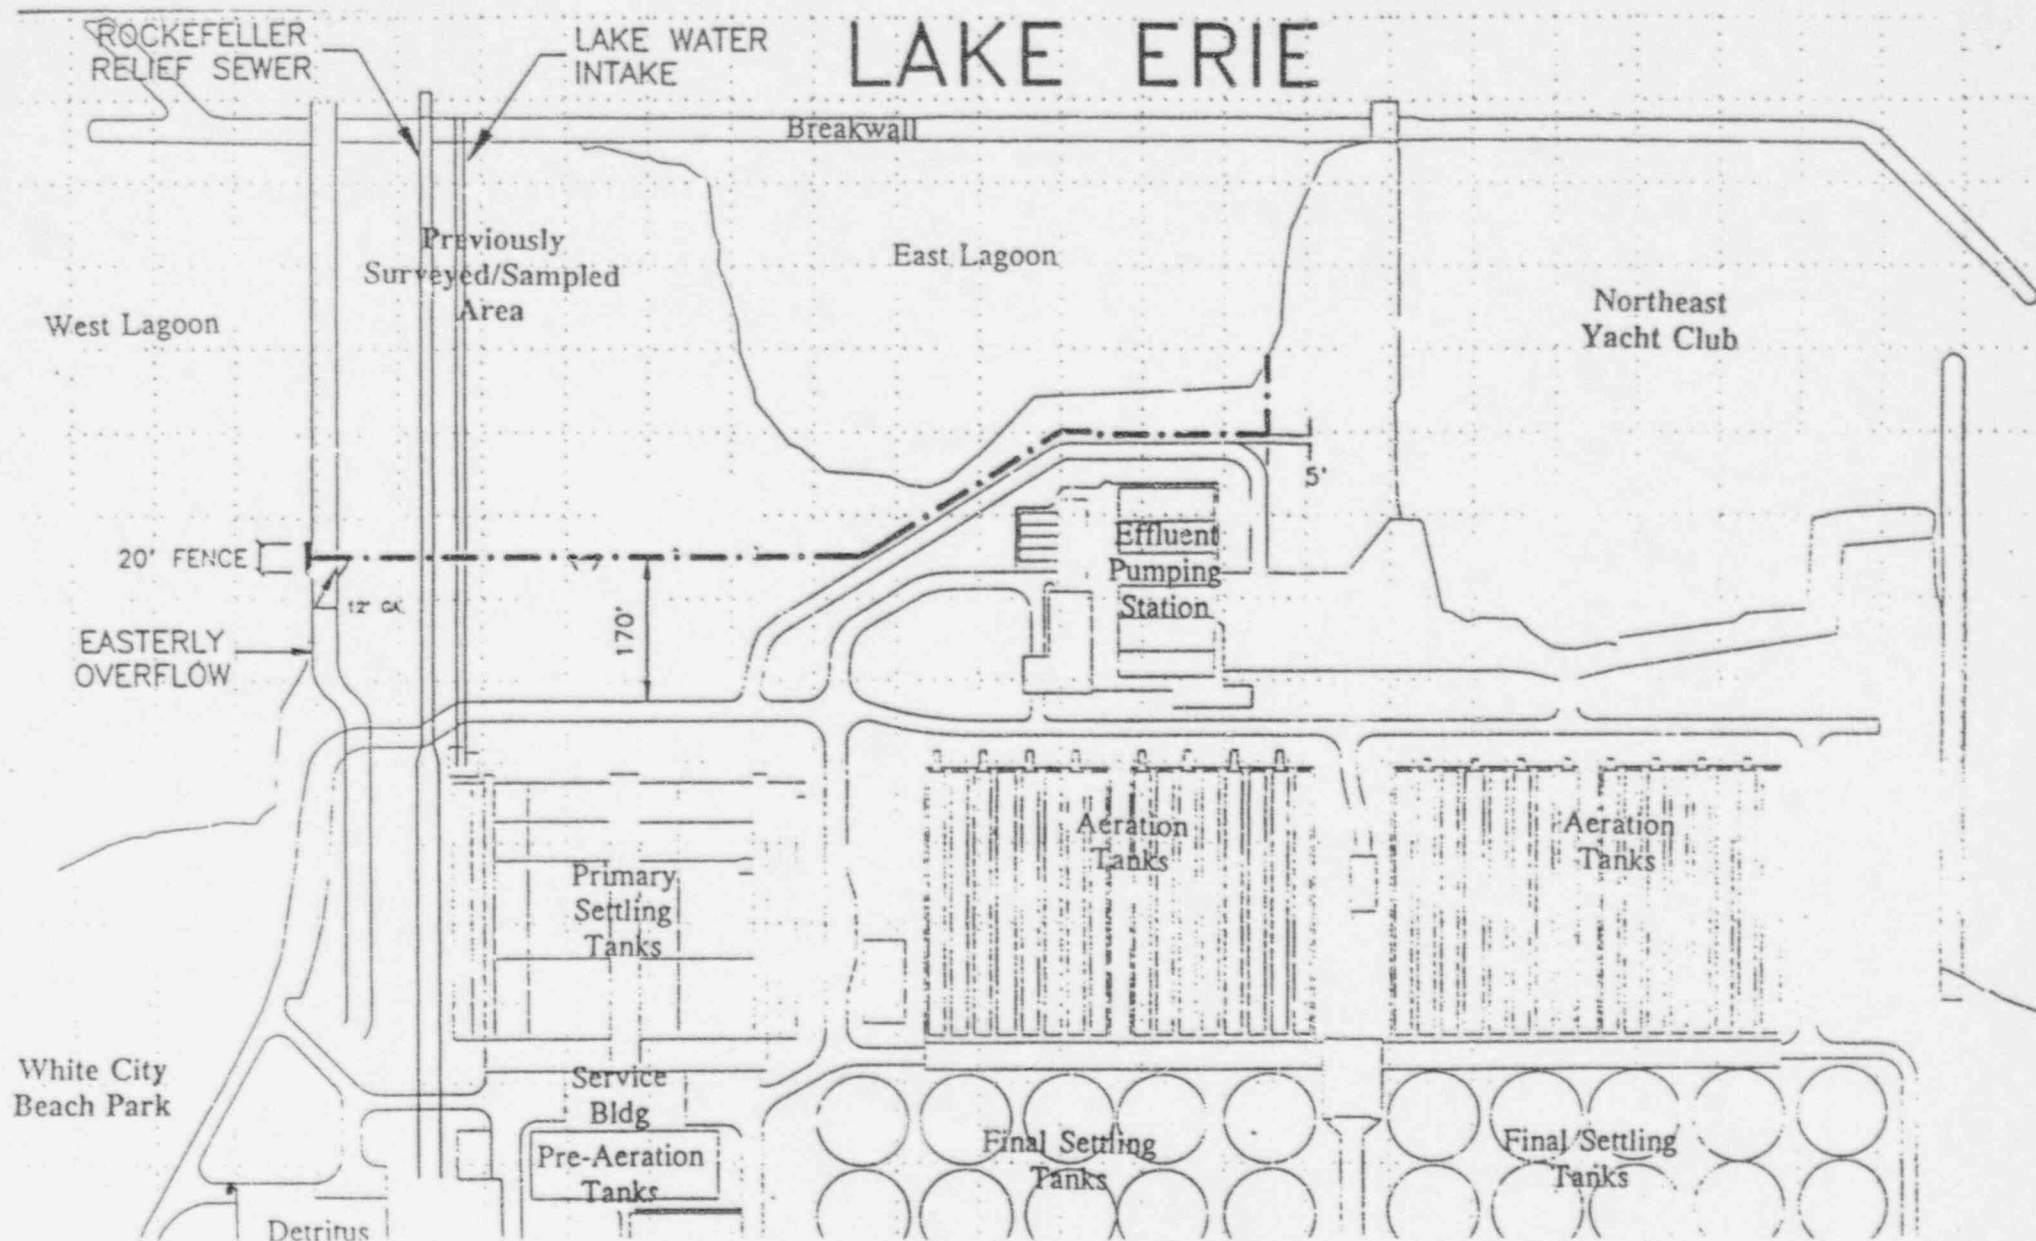 ROCKEFELLER
RELIEF SEWER
LAKE WATER
INTAKE
LAKE ERIE
Breakwall
Previously
Surveyed/Sampled
Area
East Lagoon
West Lagoon
Northeast
Yacht Club
5'
20' FENCE
Effluent
Pumping
Station
170'
EASTERLY
OVERFLOW
Primary
Settling
Tanks
Aeration
Tanks
Aeration
Tanks
White City
Beach Park
Service
Bldg
Pre-Aeration
Tanks
Final Settling
Tanks
Final Settling
Tanks
Detritus